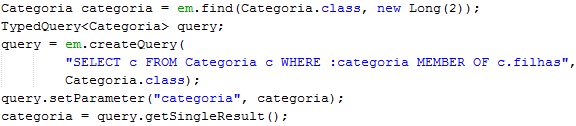 Categoria categoria = em.find(Categoria.class, new Long(2));
TypedQuery<Categoria> query;
query = em.createQuery(
"SELECT c FROM Categoria c WHERE :categoria MEMBER OF c.filhas",
Categoria.class);
query.setParameter("categoria", categoria);
categoria = query.getSingleResult();